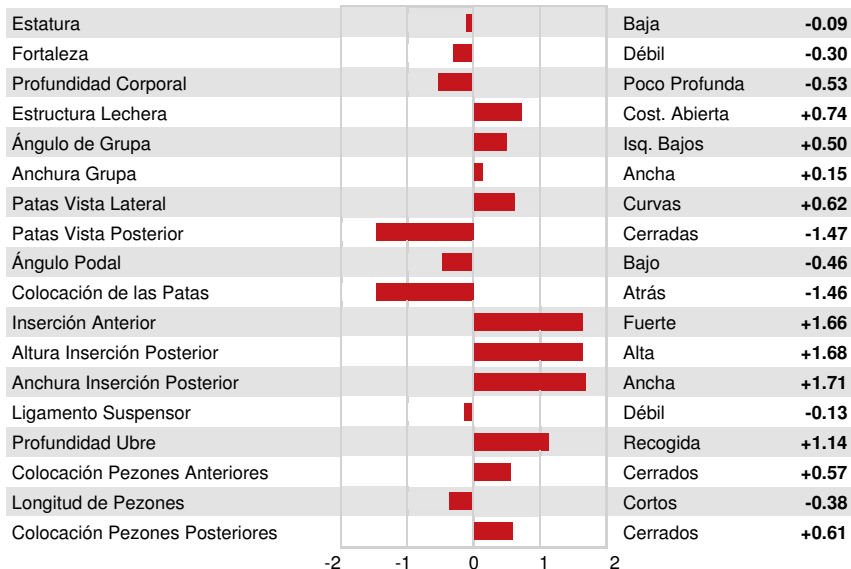 Estatura Baja -0.09
Fortaleza Débil -0.30
Profundidad Corporal Poco Profunda -0.53
Estructura Lechera Cost. Abierta +0.74
Ángulo de Grupa Isq. Bajos +0.50
Anchura Grupa Ancha +0.15
Patas Vista Lateral Curvas +0.62
Patas Vista Posterior Cerradas -1.47
Ángulo Podal Bajo -0.46
Colocación de las Patas Atrás -1.46
Inserción Anterior Fuerte +1.66
Altura Inserción Posterior Alta +1.68
Anchura Inserción Posterior Ancha +1.71
Ligamento Suspensor Débil -0.13
Profundidad Ubre Recogida +1.14
Colocación Pezones Anteriores Cerrados +0.57
Longitud de Pezones Cortos -0.38
Colocación Pezones Posteriores Cerrados +0.61
-2 -1 0 1 2